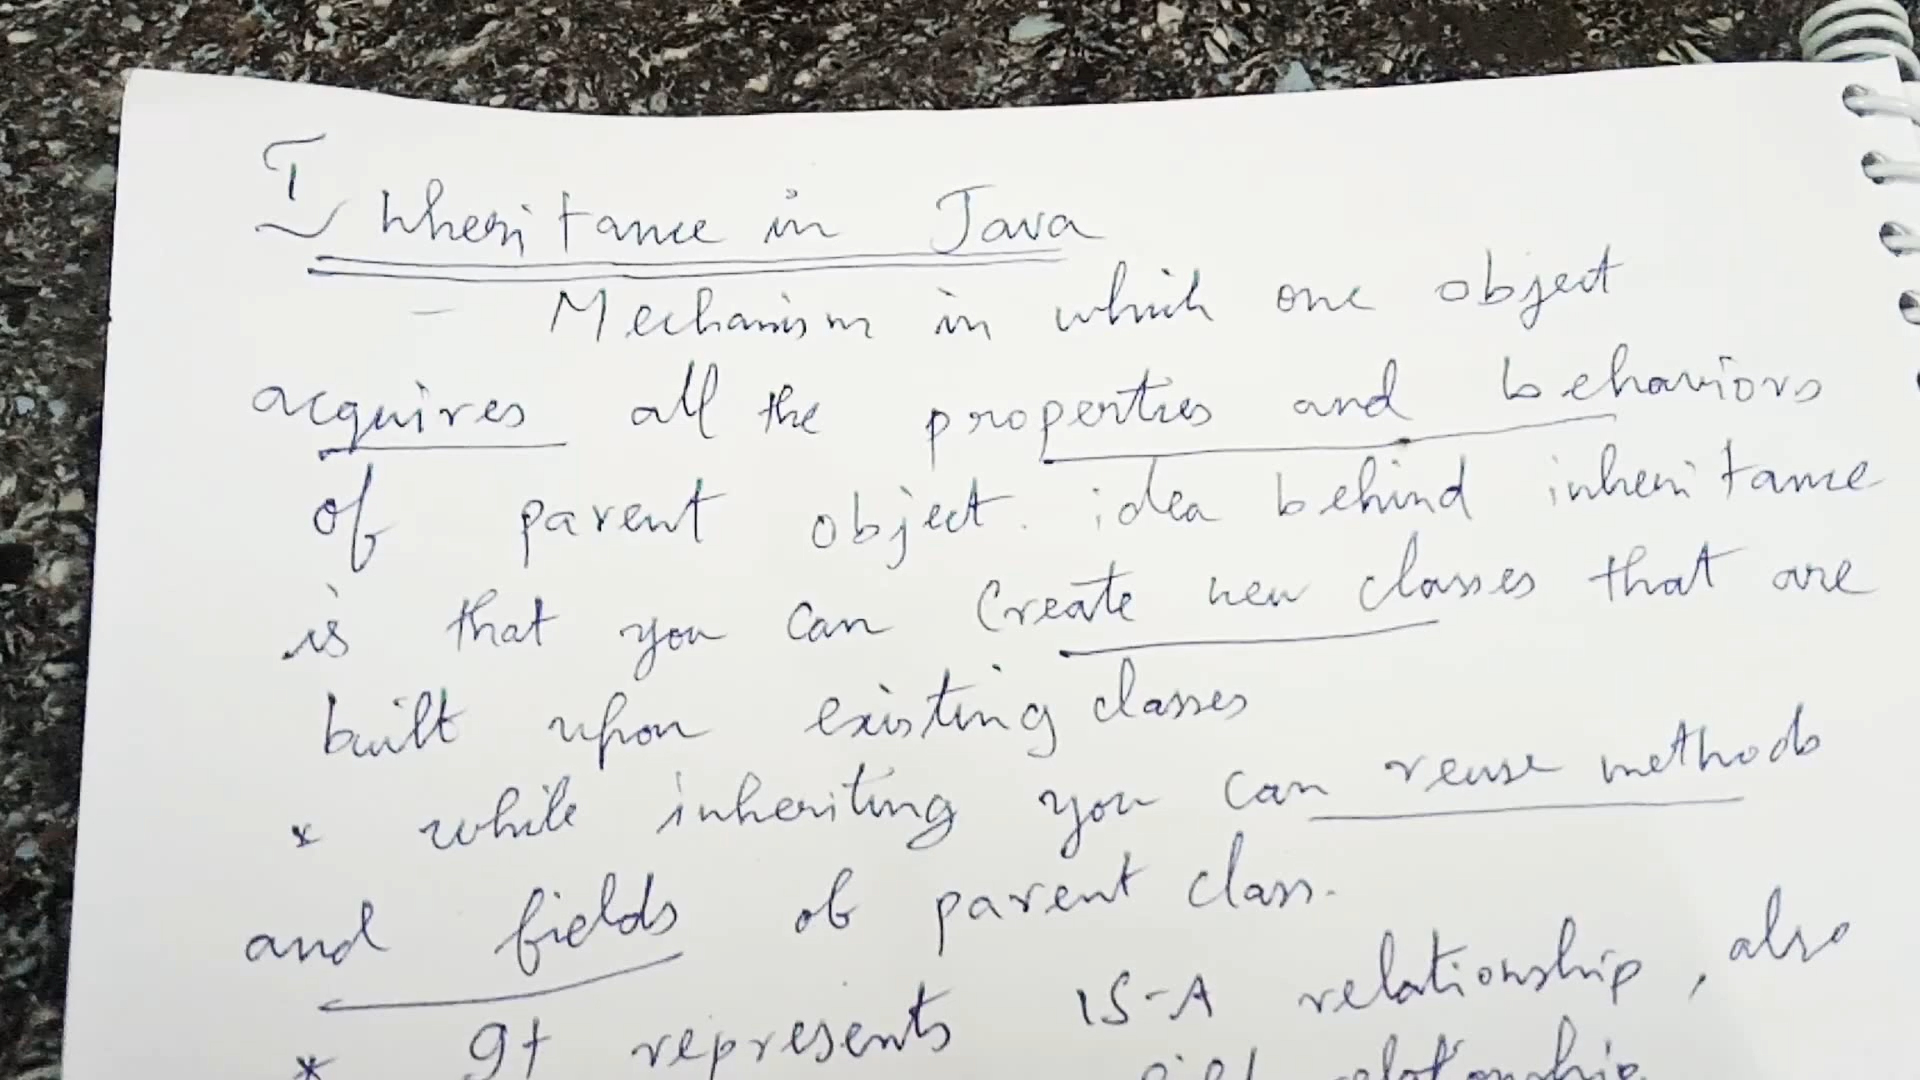 Inheritance in Java
- Mechanism in which one object
acquires all the properties and behaviors
of parent object. idea behind inheritance
is that you can create new classes that are
built upon existing classes
* while inheriting you can reuse methods
and fields of parent class.
* It represents IS-A relationship, also
relationship